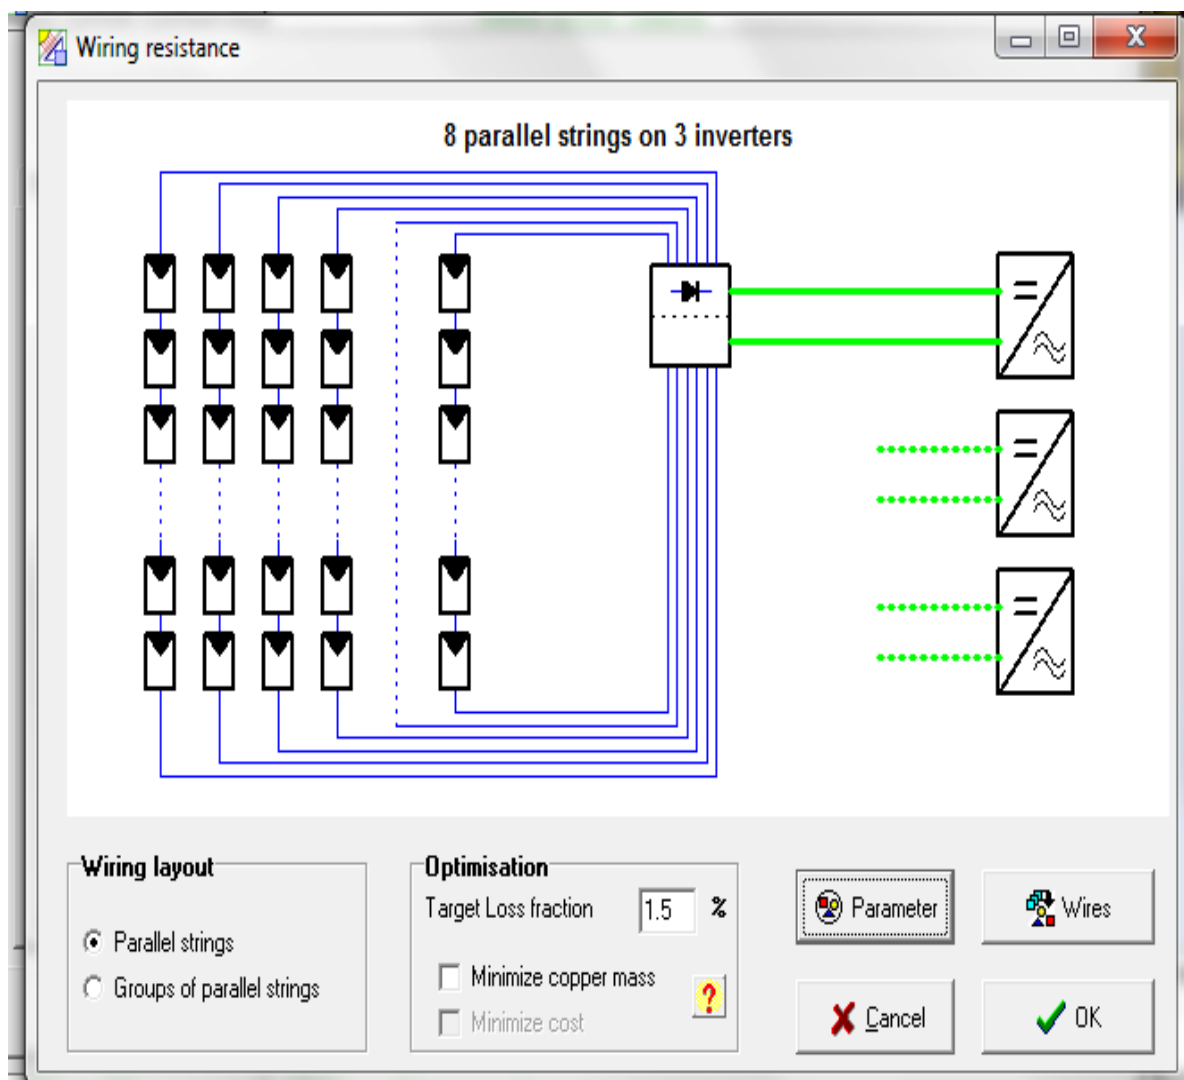 Wiring resistance
8 parallel strings on 3 inverters
Wiring layout
Parallel strings
Groups of parallel strings
Optimisation
Target Loss fraction 1.5 %
Minimize copper mass
?
Minimize cost
Parameter
Wires
Cancel
OK